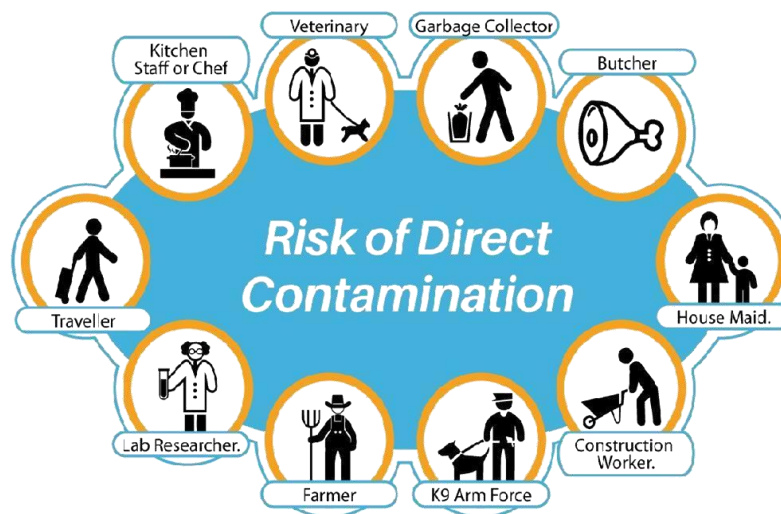 Veterinary
Garbage Collector
Kitchen
Staff or Chef
Butcher
Risk of Direct
Contamination
Traveller
House Maid.
Lab Researcher.
Construction
Worker.
Farmer
K9 Arm Force